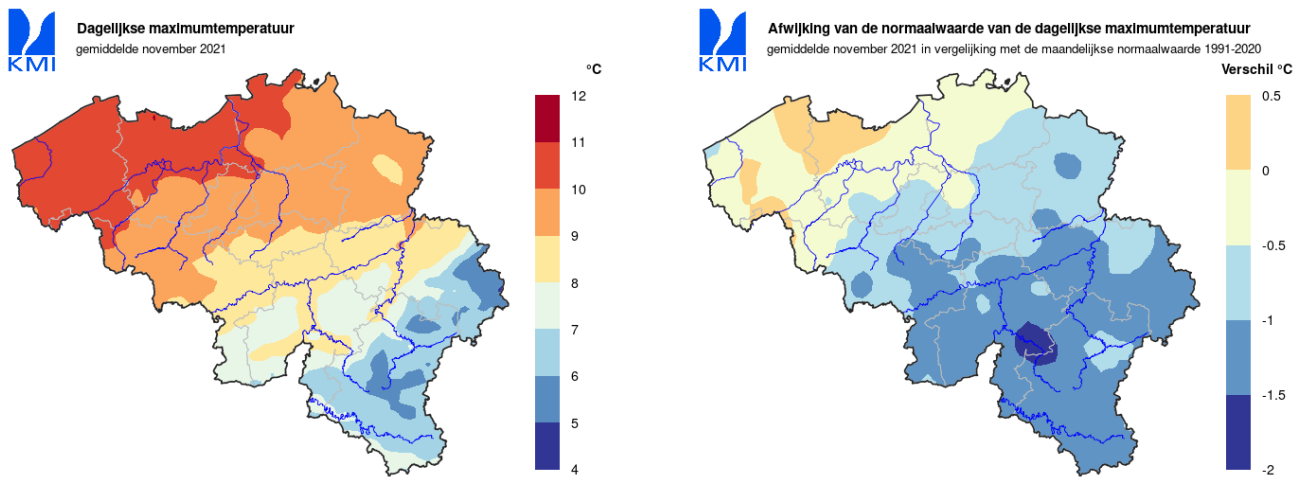 KMI
Dagelijkse maximumtemperatuur
gemiddelde november 2021
°C
12
11
10
9
8
7
6
5
4
KMI
Afwijking van de normaalwaarde van de dagelijkse maximumtemperatuur
gemiddelde november 2021 in vergelijking met de maandelijkse normaalwaarde 1991-2020
Verschil °C
0.5
0
-0.5
-1
-1.5
-2